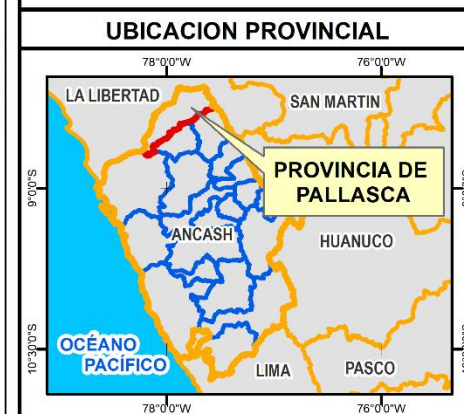 UBICACION PROVINCIAL
78°0'0"W 76°0'0"W
LA LIBERTAD
SAN MARTIN
PROVINCIA DE
PALLASCA
9°0'0"S
ANCASH
HUANUCO
OCÉANO
PACÍFICO
10°30'0"S
LIMA
PASCO
78°0'0"W 76°0'0"W